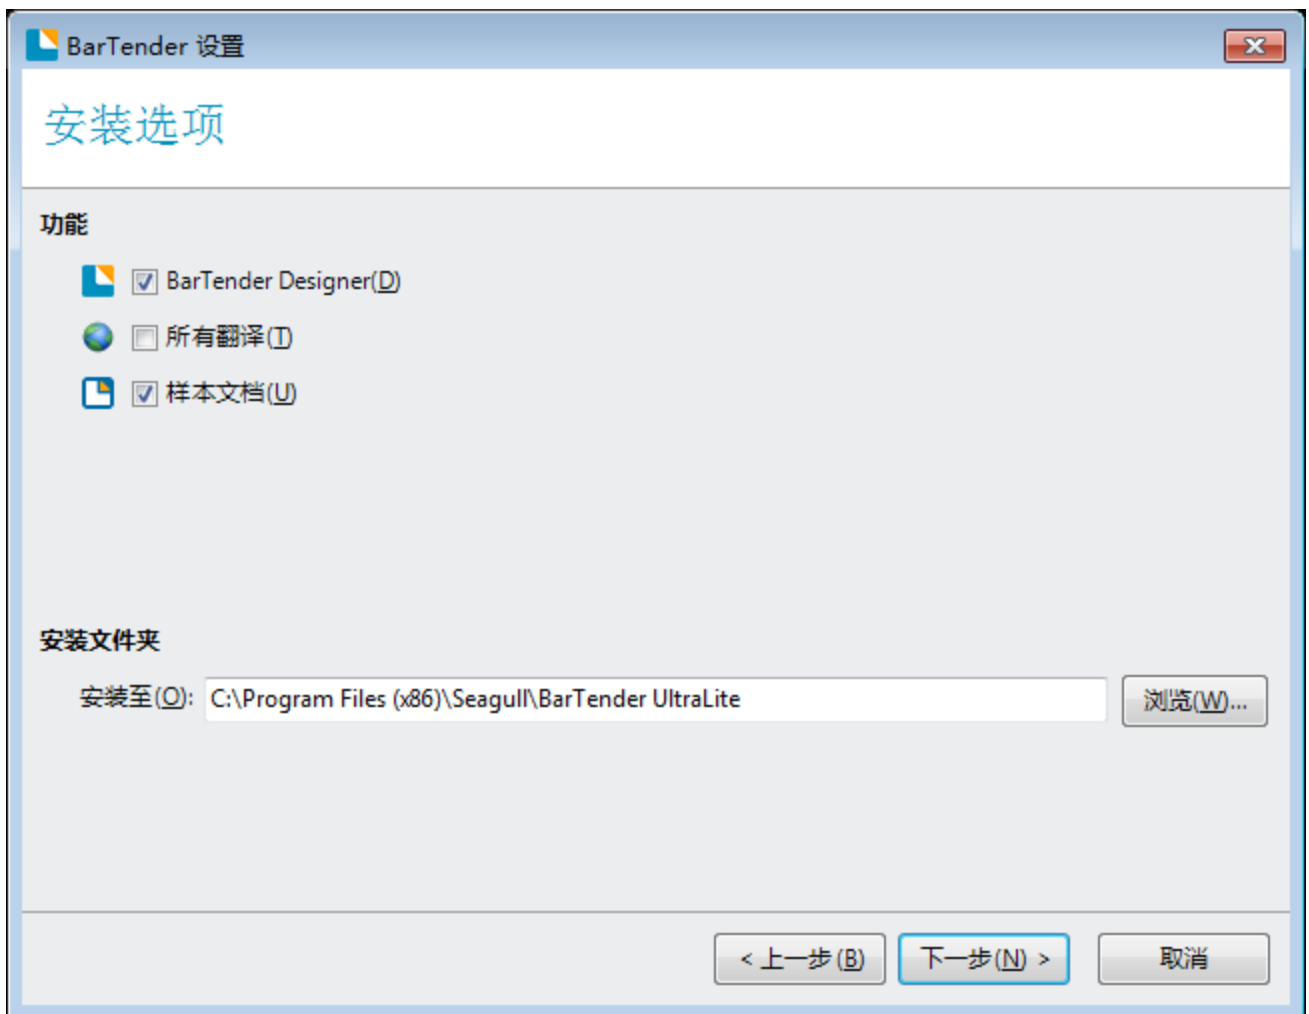 BarTender 设置
安装选项
功能
BarTender Designer(D)
所有翻译(T)
样本文档(U)
安装文件夹
安装至(O): C:\Program Files (x86)\Seagull\BarTender UltraLite 浏览(W)...
< 上一步(B) 下一步(N) > 取消